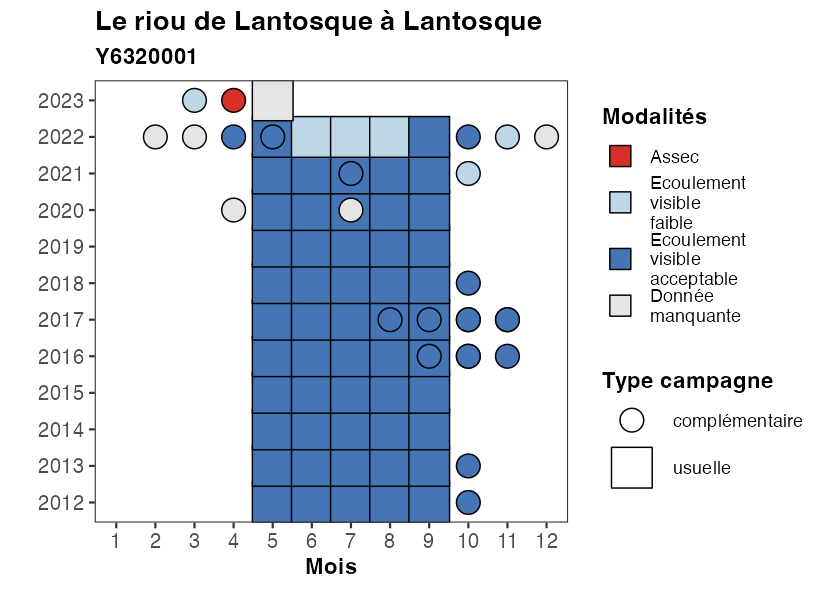 Le riou de Lantosque à Lantosque
Y6320001
2023
2022
2021
2020
2019
2018
2017
2016
2015
2014
2013
2012
1 2 3 4 5 6 7 8 9 10 11 12
Mois
Modalités
Assec
Ecoulement
visible
faible
Ecoulement
visible
acceptable
Donnée
manquante
Type campagne
complémentaire
usuelle